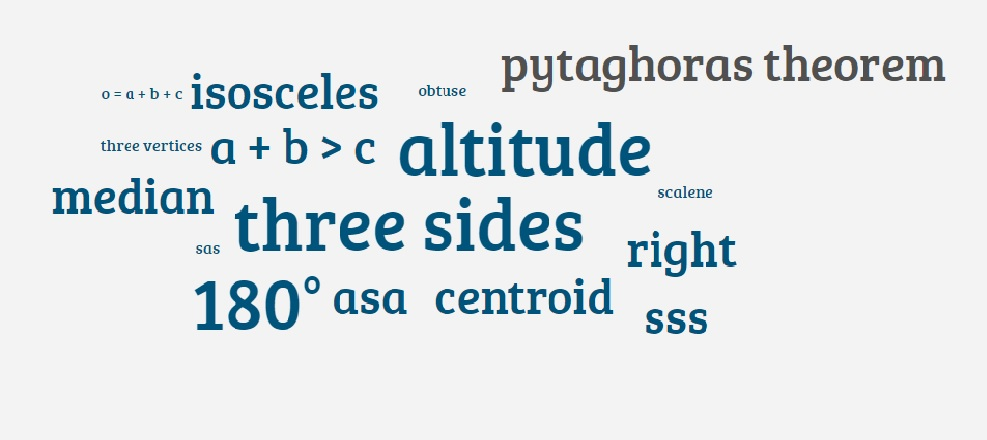 pytaghoras theorem
o = a + b + c isosceles obtuse
three vertices a + b > c altitude
median scalene
sas three sides right
180° asa centroid sss